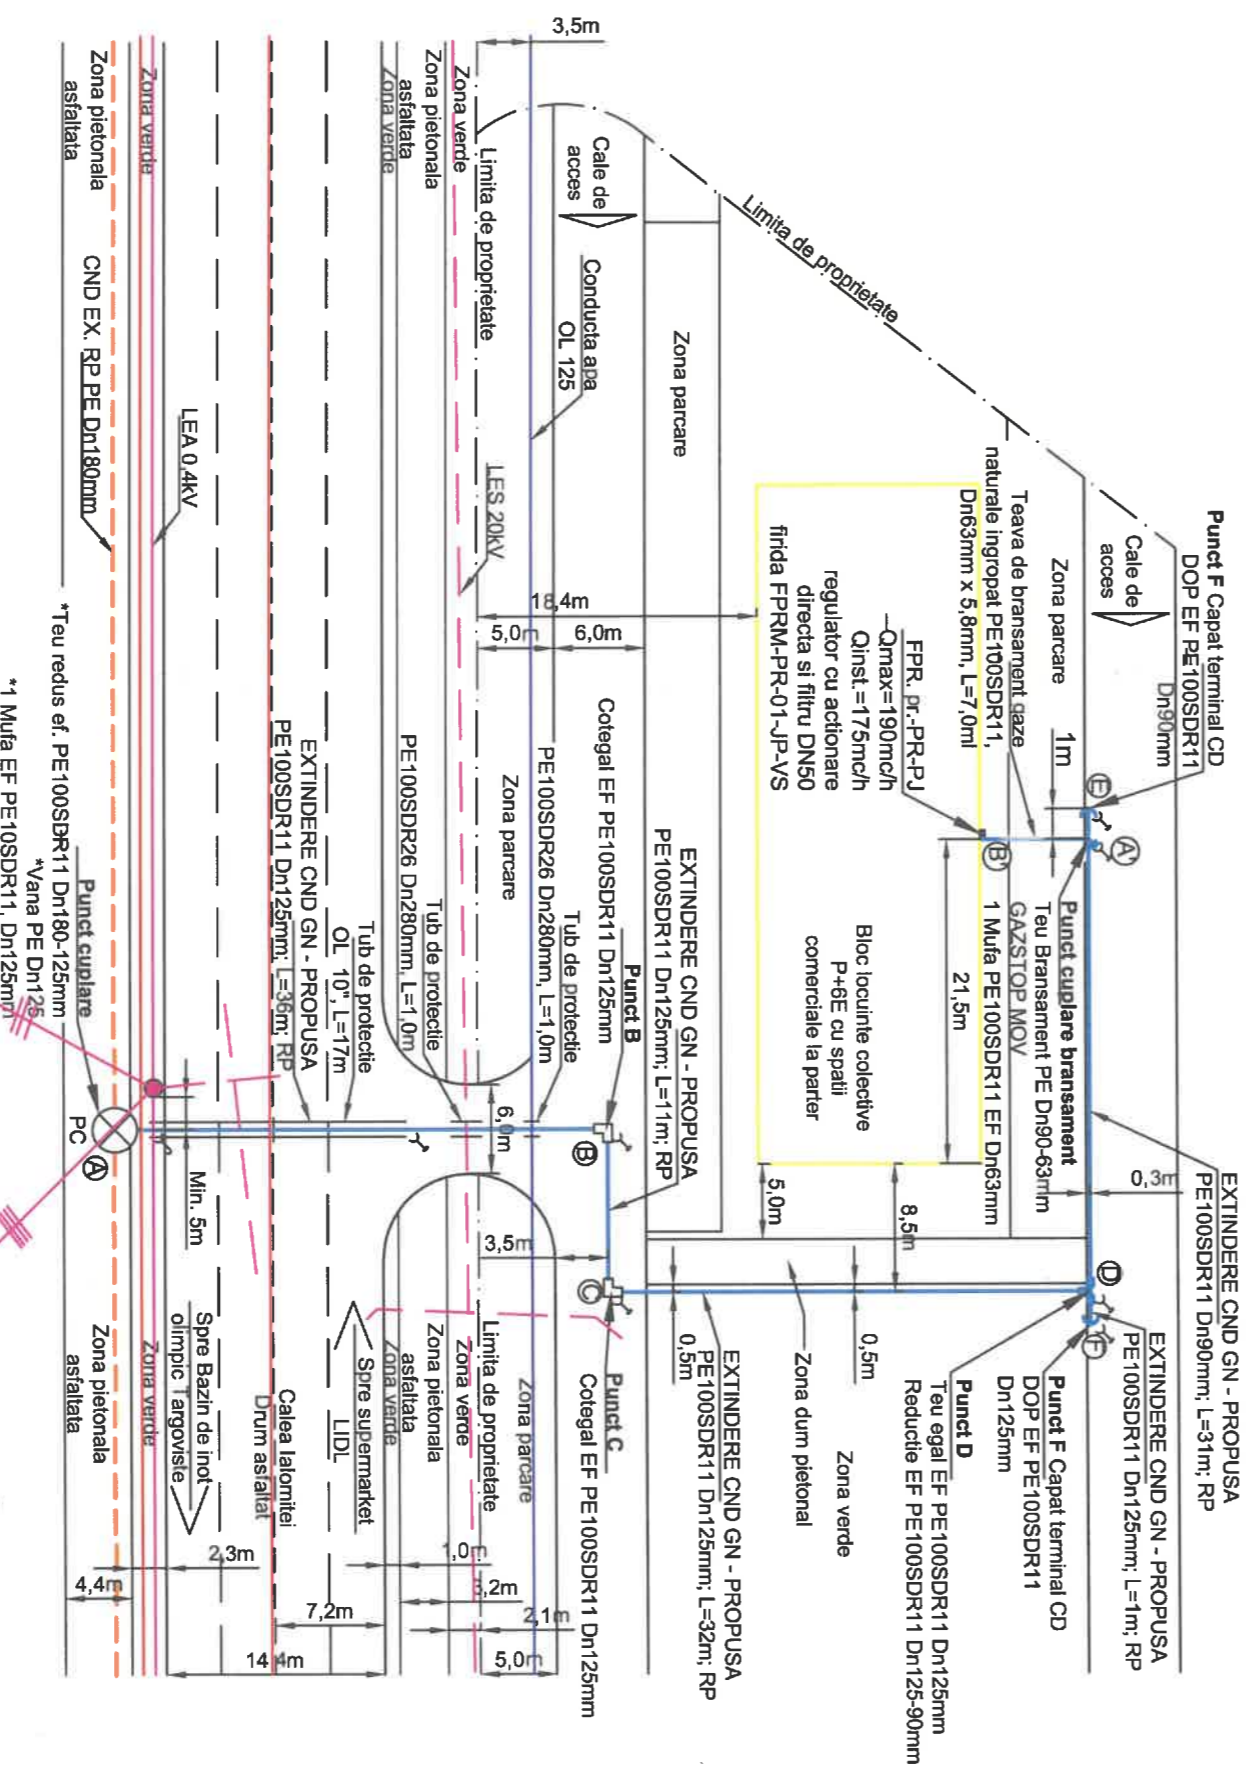 3,5m
Zona pietonala
asfaltata
Zona verde
CND EX. RP PE Dn180mm
LEA 0,4kV
Zona verde
asfaltata
Zona pietonala
Zona verde
Limita de proprietate
Cale de
acces
Conducta apa
OL 125
LES 20kV
Zona parcare
Limita de proprietate
Punct F Capat terminal CD
DOP EF PE100SDR11
Dn90mm
Cale de
acces
Zona parcare
1m
Teava de bransament gaze
naturale ingropat PE100SDR11,
Dn63mm x 5,8mm, L=7,0ml
FPR. pr.-PR-PJ
Qmax=190mc/h
Qinst.=175mc/h
regulator cu actionare
directa si filtru DN50
firida FPRM-PR-01-JP-VS
18,4m
5,0m
6,0m
E
A'
B'
Punct cuplare bransament
Teu Bransament PE Dn90-63mm
GAZSTOP MOV
1 Mufa PE100SDR11 EF Dn63mm
21,5m
Bloc locuinte colective
P+6E cu spatii
comerciale la parter
EXTINDERE CND GN - PROPUSA
PE100SDR11 Dn125mm; L=11m; RP
Punct B
Cotegal EF PE100SDR11 Dn125mm
Tub de protectie
PE100SDR26 Dn280mm, L=1,0m
Zona parcare
Tub de protectie
PE100SDR26 Dn280mm, L=1,0m
Tub de protectie
OL 10", L=17m
EXTINDERE CND GN - PROPUSA
PE100SDR11 Dn125mm; L=36m; RP
Punct cuplare
*Teu redus ef. PE100SDR11 Dn180-125mm
*Vana PE Dn125
*1 Mufa EF PE10SDR11, Dn125mm
PC
A
Min. 5m
6,0m
B
3,5m
C
5,0m
8,5m
0,3m
D
F
EXTINDERE CND GN - PROPUSA
PE100SDR11 Dn90mm; L=31m; RP
EXTINDERE CND GN - PROPUSA
PE100SDR11 Dn125mm; L=1m; RP
Punct F Capat terminal CD
DOP EF PE100SDR11
Dn125mm
Punct D
Teu egal EF PE100SDR11 Dn125mm
Reductie EF PE100SDR11 Dn125-90mm
0,5m
Zona verde
Zona dum pietonal
0,5m
EXTINDERE CND GN - PROPUSA
PE100SDR11 Dn125mm; L=32m; RP
Punct C
Cotegal EF PE100SDR11 Dn125mm
Zona parcare
Limita de proprietate
Zona verde
Zona pietonala
asfaltata
Zona verde
Spre supermarket
LIDL
Calea Ialomitei
Drum asfaltat
Spre Bazin de inot
olimpic Targoviste
Zona verde
Zona pietonala
asfaltata
5,0m
2,1m
3,2m
1,0m
7,2m
14,4m
2,3m
4,4m